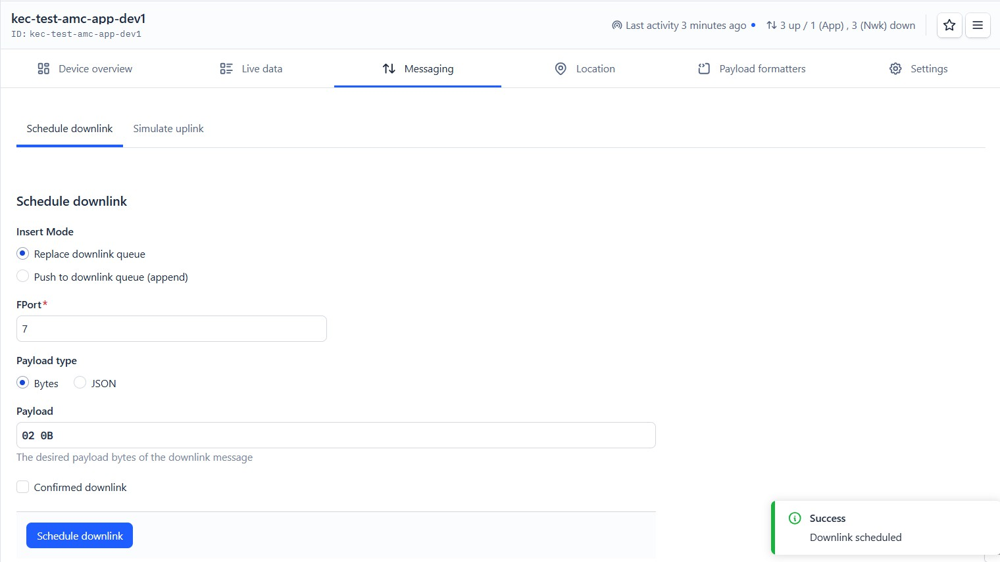 kec-test-amc-app-dev1
ID: kec-test-amc-app-dev1
Last activity 3 minutes ago • 3 up / 1 (App) , 3 (Nwk) down
Device overview
Live data
Messaging
Location
Payload formatters
Settings
Schedule downlink
Simulate uplink
Schedule downlink
Insert Mode
Replace downlink queue
Push to downlink queue (append)
FPort*
7
Payload type
Bytes
JSON
Payload
02 0B
The desired payload bytes of the downlink message
Confirmed downlink
Schedule downlink
Success
Downlink scheduled